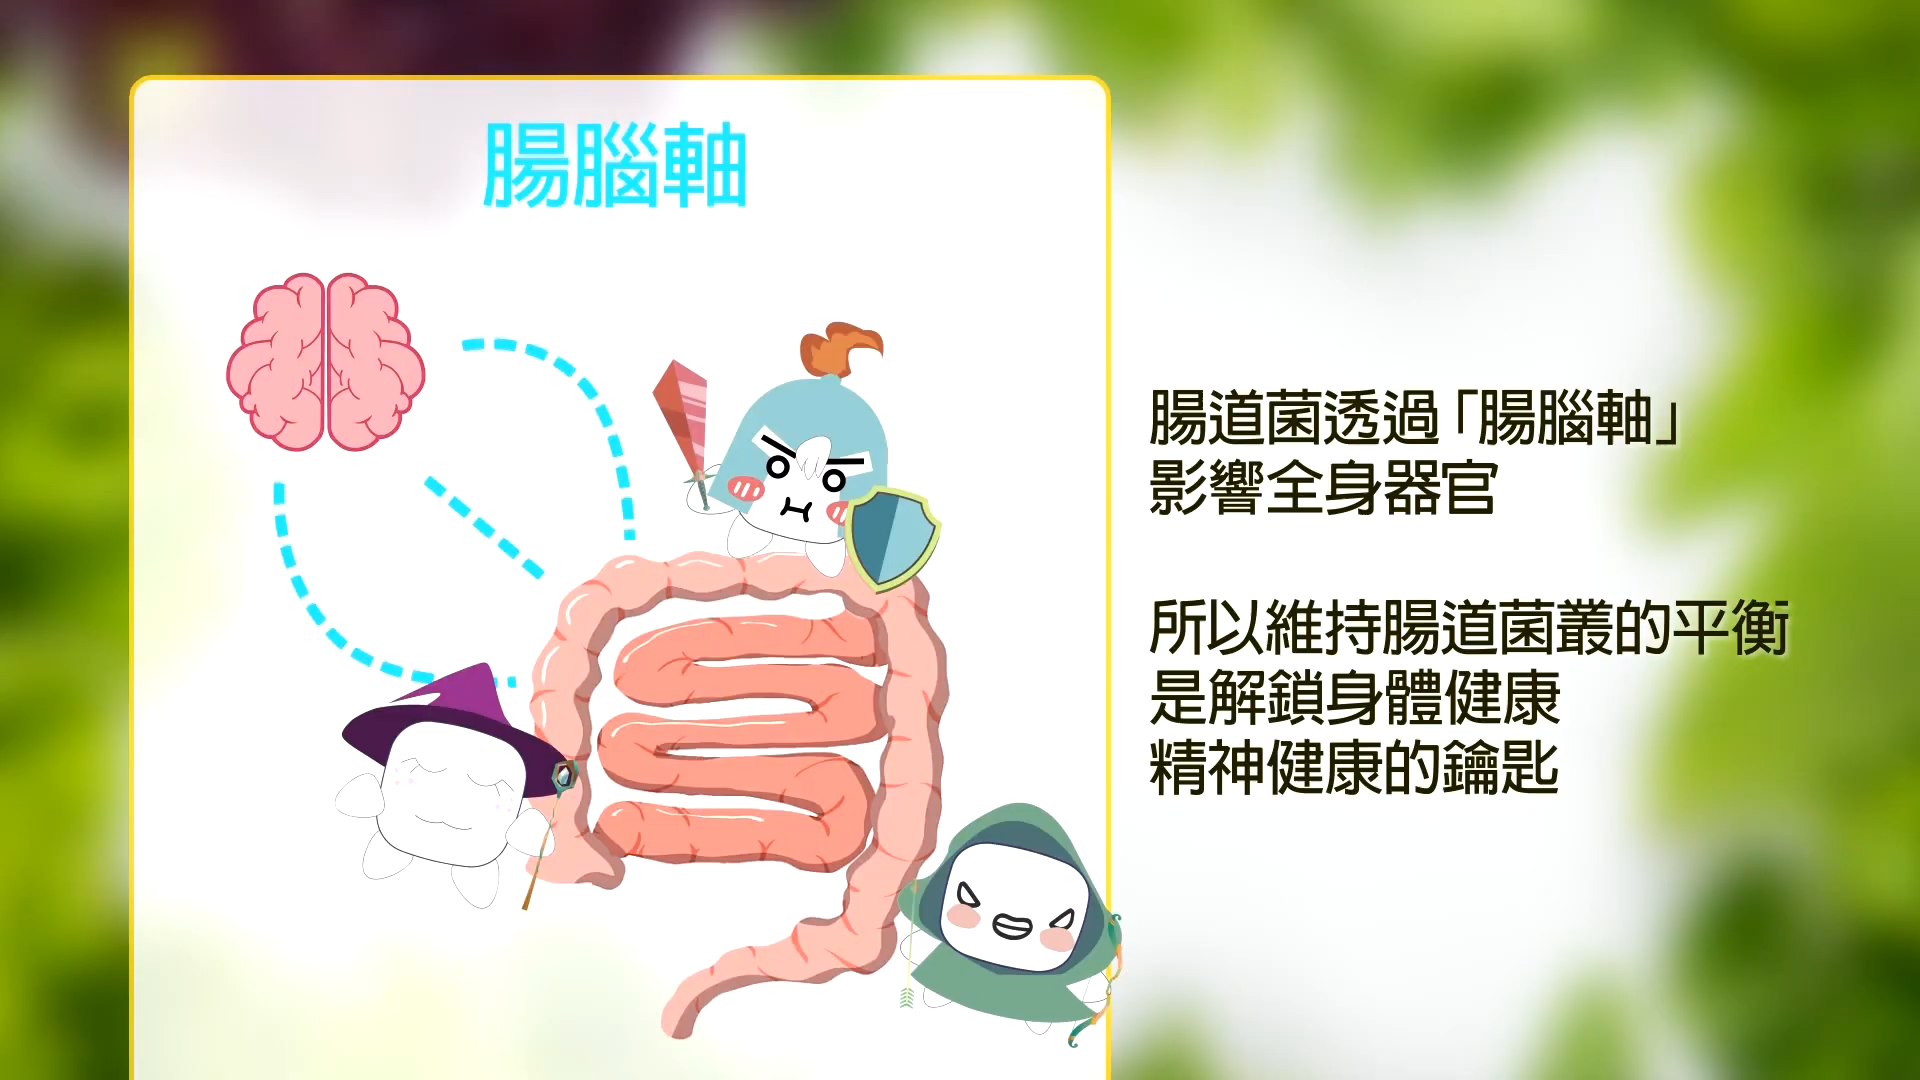 腸腦軸
腸道菌透過「腸腦軸」
影響全身器官
所以維持腸道菌叢的平衡
是解鎖身體健康
精神健康的鑰匙